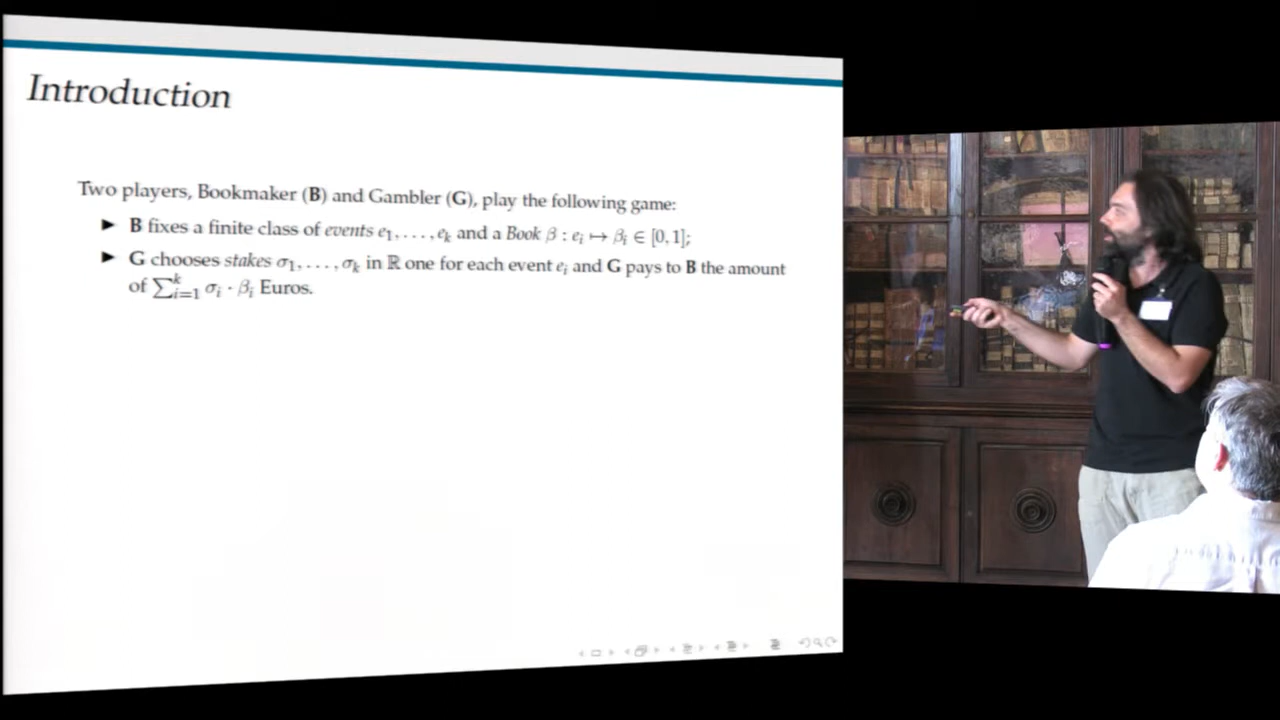 Introduction
Two players, Bookmaker (B) and Gambler (G), play the following game:
► B fixes a finite class of events e₁, . . . , eₖ and a Book β : eᵢ ↦ βᵢ ∈ [0, 1];
► G chooses stakes σ₁, . . . , σₖ in ℝ one for each event eᵢ and G pays to B the amount
of ∑ᵏᵢ₌₁ σᵢ · βᵢ Euros.